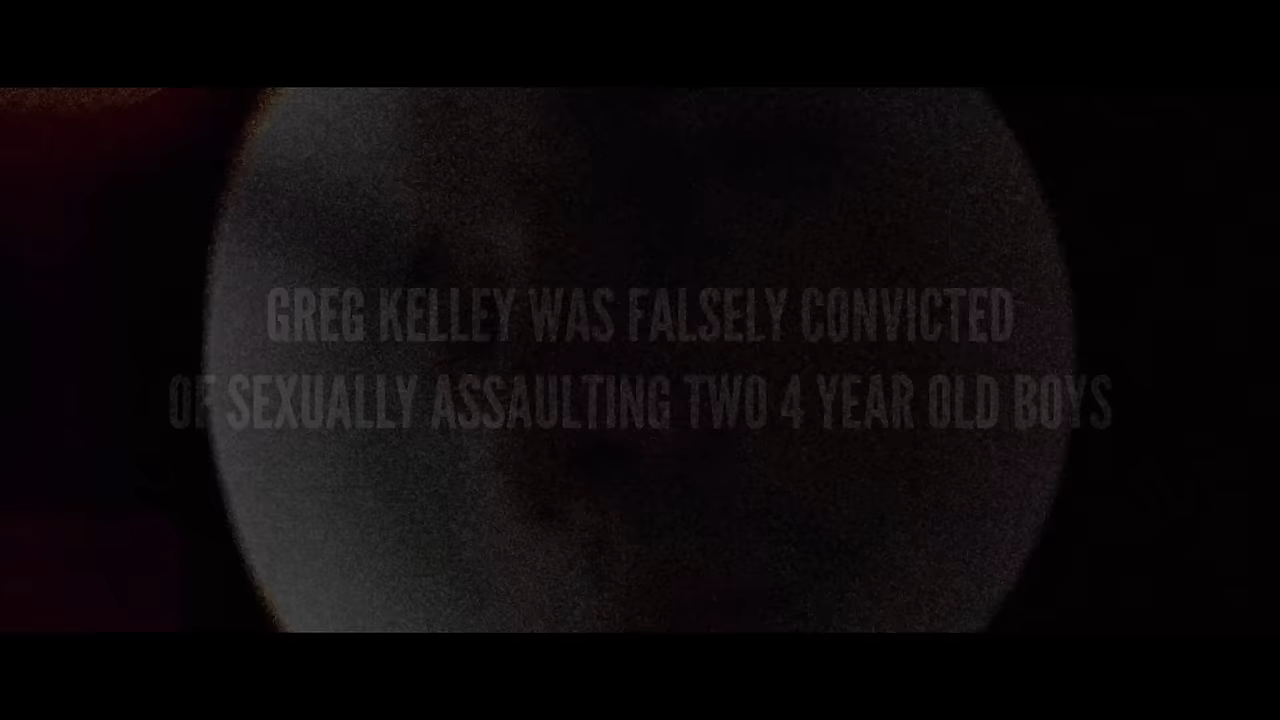 GREG KELLEY WAS FALSELY CONVICTED
OF SEXUALLY ASSAULTING TWO 4 YEAR OLD BOYS